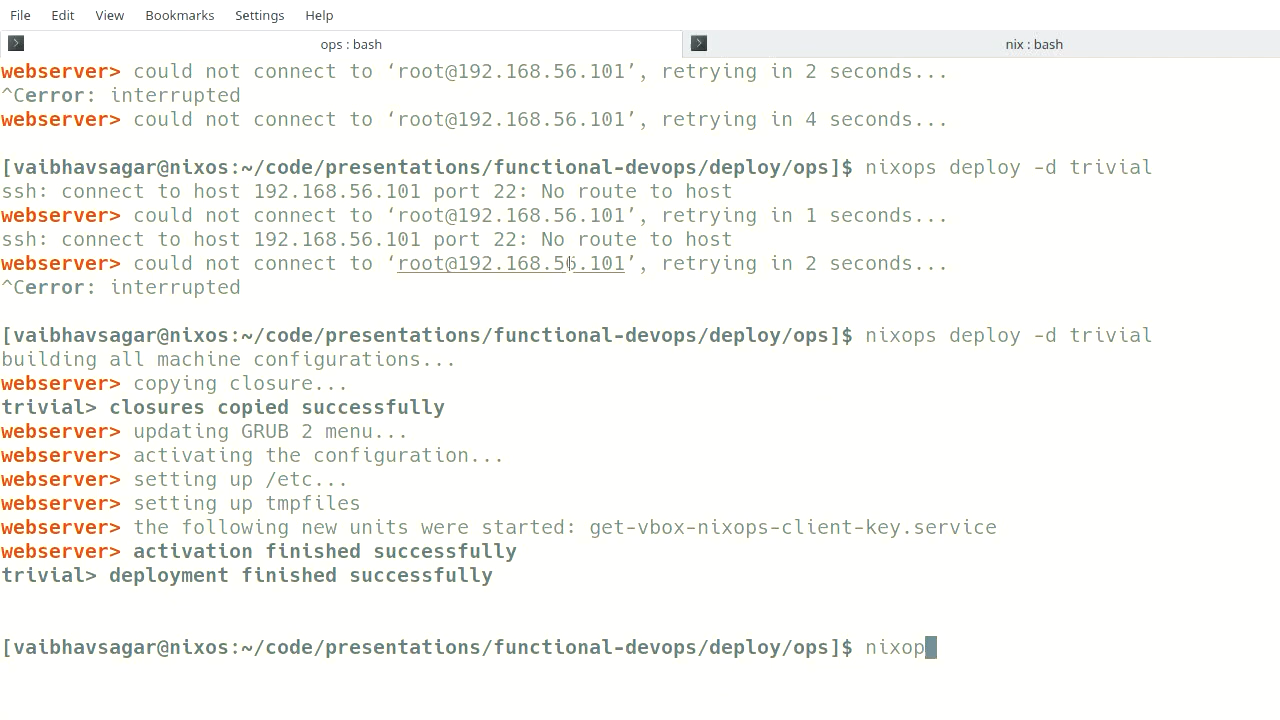 File Edit View Bookmarks Settings Help
ops : bash nix : bash
webserver> could not connect to ‘root@192.168.56.101’, retrying in 2 seconds...
^Cerror: interrupted
webserver> could not connect to ‘root@192.168.56.101’, retrying in 4 seconds...
[vaibhavsagar@nixos:~/code/presentations/functional-devops/deploy/ops]$ nixops deploy -d trivial
ssh: connect to host 192.168.56.101 port 22: No route to host
webserver> could not connect to ‘root@192.168.56.101’, retrying in 1 seconds...
ssh: connect to host 192.168.56.101 port 22: No route to host
webserver> could not connect to ‘root@192.168.56.101’, retrying in 2 seconds...
^Cerror: interrupted
[vaibhavsagar@nixos:~/code/presentations/functional-devops/deploy/ops]$ nixops deploy -d trivial
building all machine configurations...
webserver> copying closure...
trivial> closures copied successfully
webserver> updating GRUB 2 menu...
webserver> activating the configuration...
webserver> setting up /etc...
webserver> setting up tmpfiles
webserver> the following new units were started: get-vbox-nixops-client-key.service
webserver> activation finished successfully
trivial> deployment finished successfully
[vaibhavsagar@nixos:~/code/presentations/functional-devops/deploy/ops]$ nixop